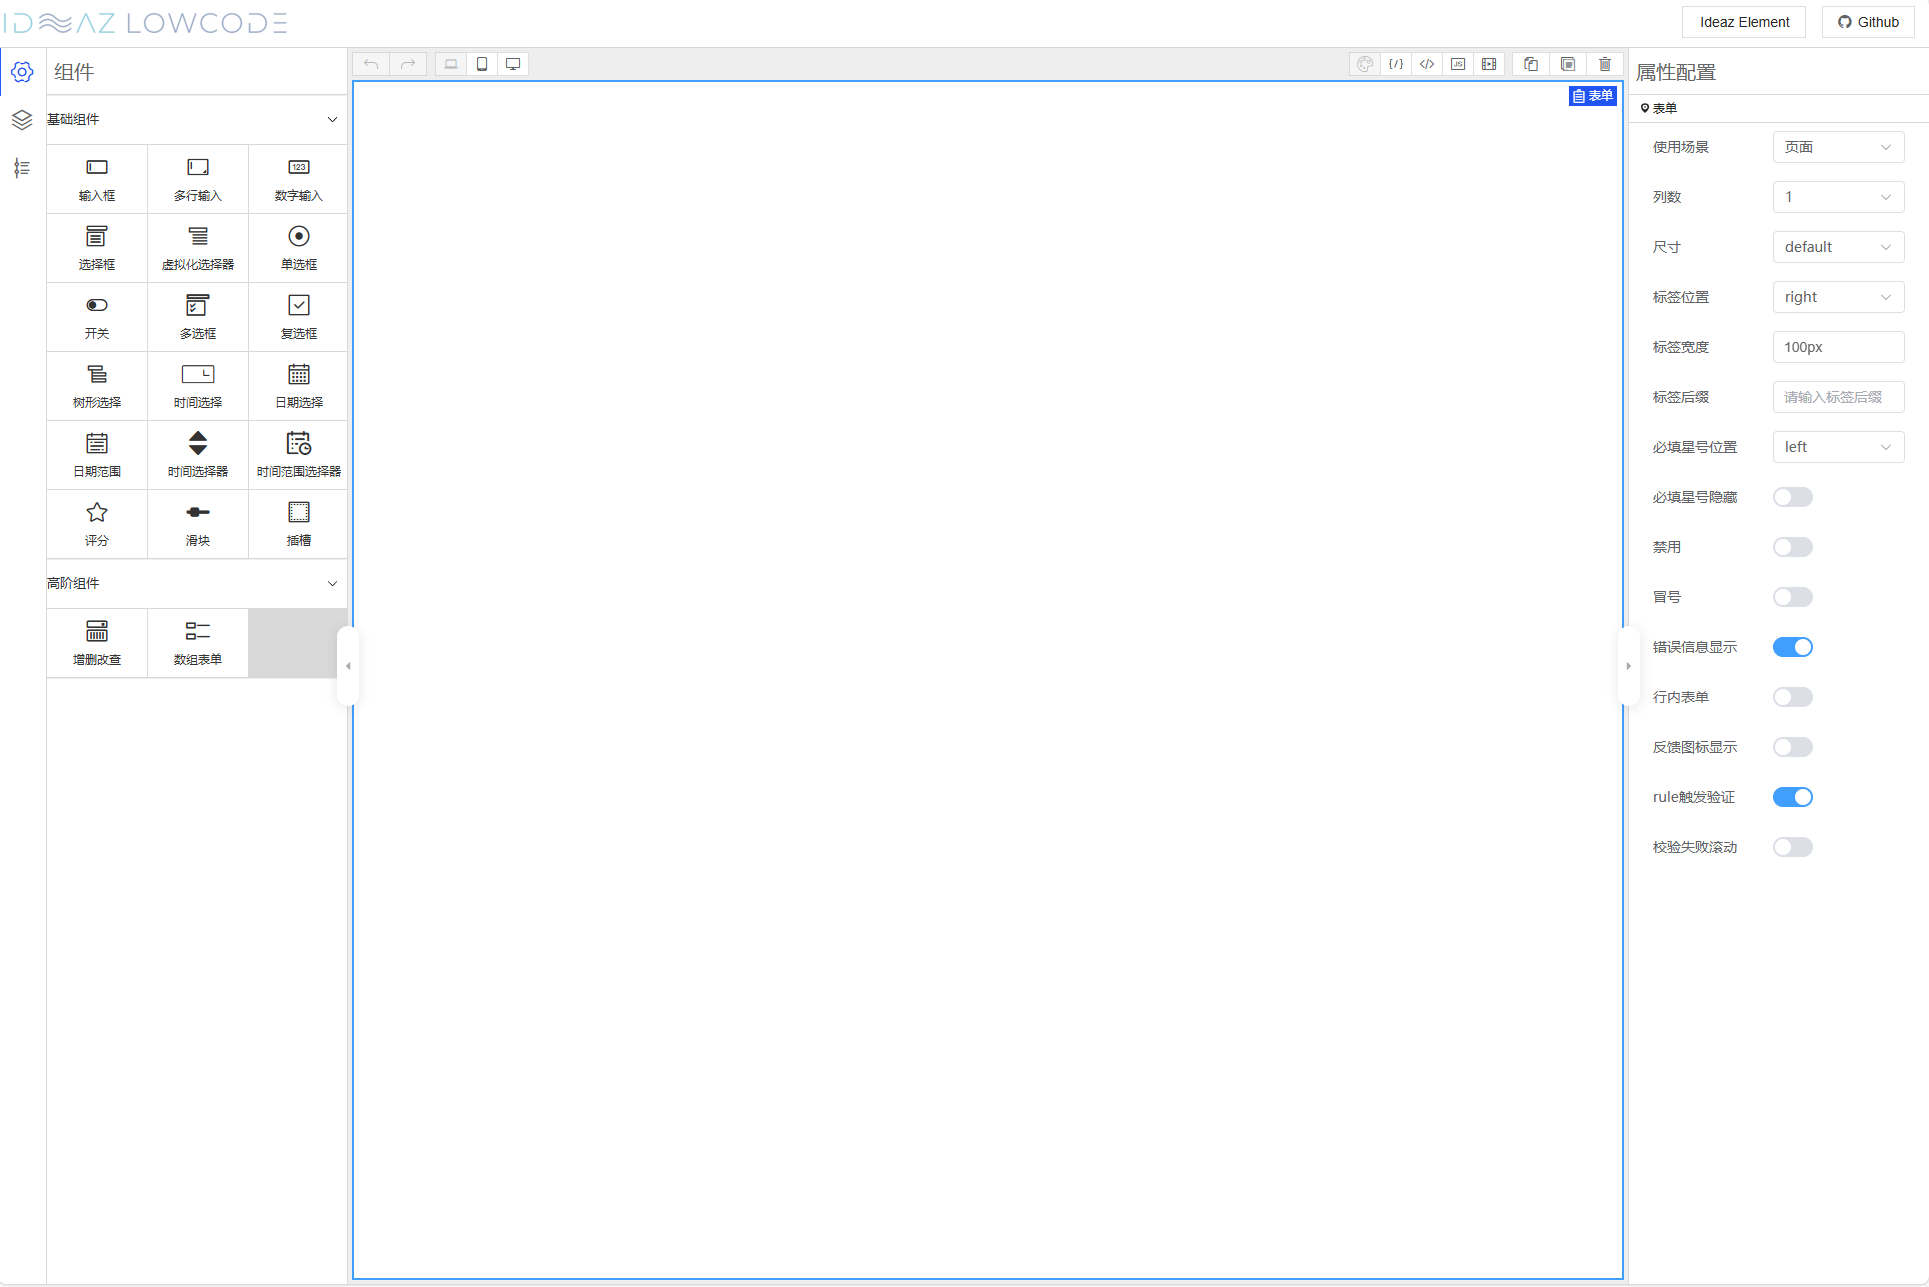 IDEAZ LOWCODE
Ideaz Element
Github
组件
基础组件
输入框
多行输入
数字输入
选择框
虚拟化选择器
单选框
开关
多选框
复选框
树形选择
时间选择
日期选择
日期范围
时间选择器
时间范围选择器
评分
滑块
插槽
高阶组件
增删改查
数组表单
表单
属性配置
表单
使用场景
页面
列数
1
尺寸
default
标签位置
right
标签宽度
100px
标签后缀
请输入标签后缀
必填星号位置
left
必填星号隐藏
禁用
冒号
错误信息显示
行内表单
反馈图标显示
rule触发验证
校验失败滚动